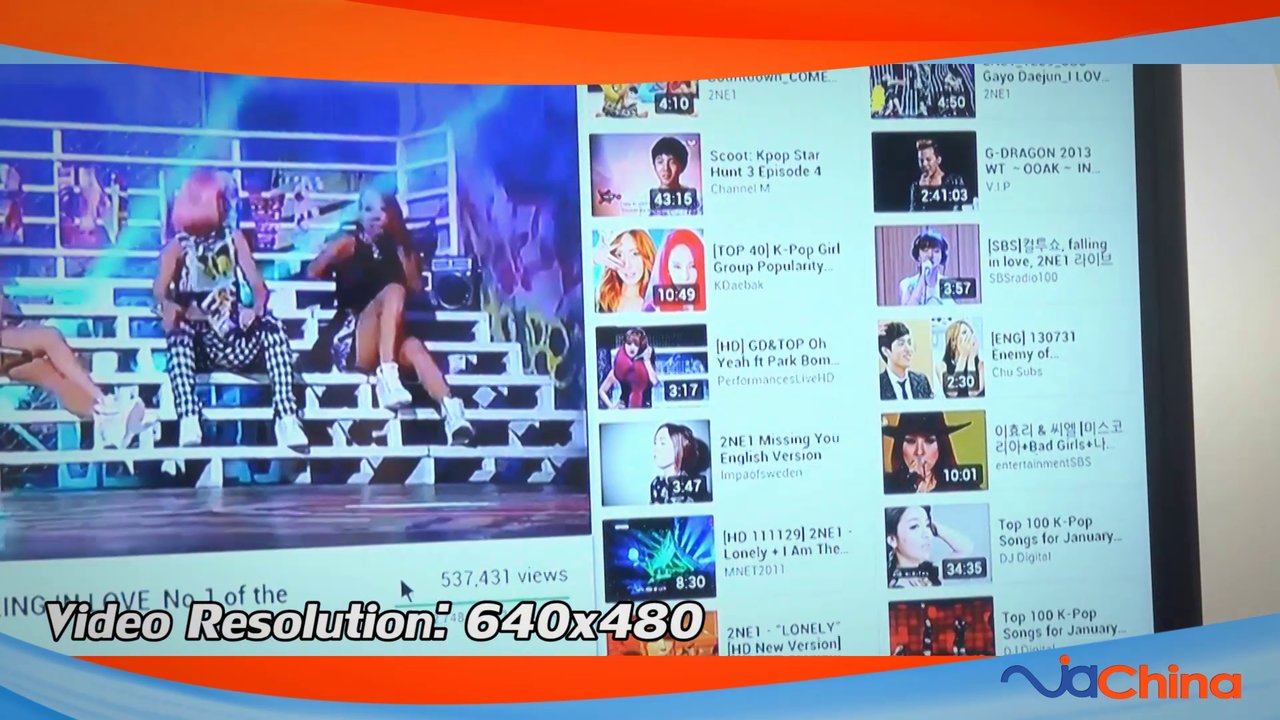 4:10
Countdown_COME...
2NE1
43:15
Scoot: Kpop Star
Hunt 3 Episode 4
Channel M
10:49
[TOP 40] K-Pop Girl
Group Popularity...
KDaebak
3:17
[HD] GD&TOP Oh
Yeah ft Park Bom...
PerformancesLiveHD
3:47
2NE1 Missing You
English Version
Impaofsweden
8:30
[HD 111129] 2NE1 -
Lonely + I Am The...
MNET2011
2NE1 - "LONELY"
[HD New Version]
4:50
Gayo Daejun_I LOV...
2NE1
2:41:03
G-DRAGON 2013
WT ~OOAK ~ IN...
V.I.P
3:57
[SBS]컬투쇼, falling
in love, 2NE1 라이브
SBSradio100
2:30
[ENG] 130731
Enemy of...
Chu Subs
10:01
이효리 & 씨엘 [미스코
리아+Bad Girls+나...
entertainmentSBS
34:35
Top 100 K-Pop
Songs for January...
DJ Digital
Top 100 K-Pop
Songs for January...
DJ Digital
537,431 views
ING IN LOVE_No.1 of the
Video Resolution: 640x480
ViaChina